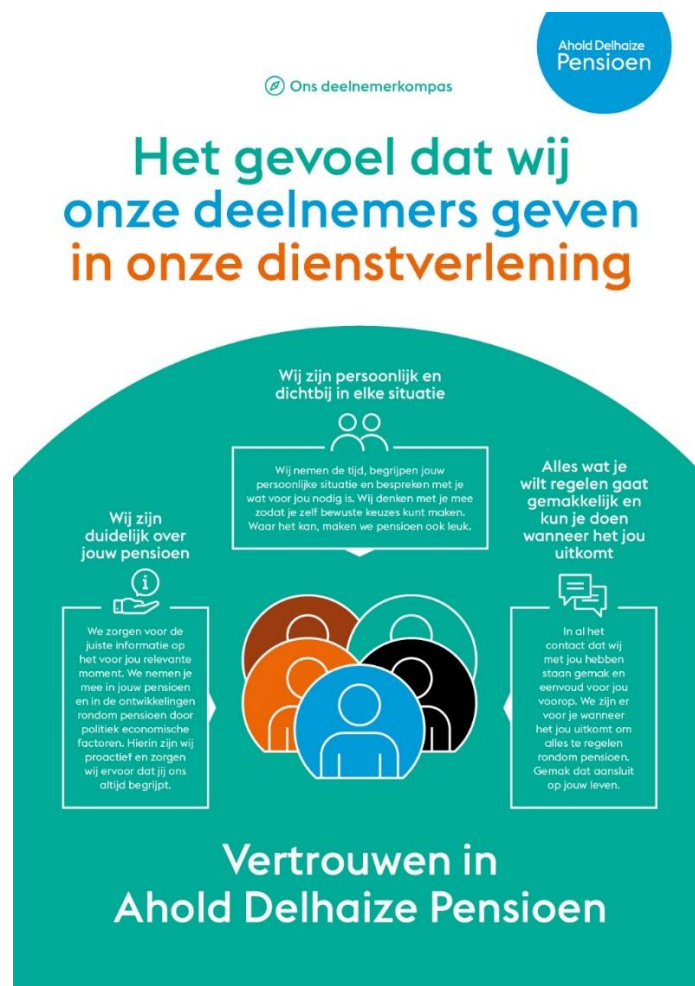 Ahold Delhaize
Pensioen
Ons deelnemerkompas
Het gevoel dat wij
onze deelnemers geven
in onze dienstverlening
Wij zijn persoonlijk en
dichtbij in elke situatie
Wij nemen de tijd, begrijpen jouw
persoonlijke situatie en bespreken met je
wat voor jou nodig is. Wij denken met je mee
zodat je zelf bewuste keuzes kunt maken.
Waar het kan, maken we pensioen ook leuk.
Wij zijn
duidelijk over
jouw pensioen
We zorgen voor de
juiste informatie op
het voor jou relevante
moment. We nemen je
mee in jouw pensioen
en in de ontwikkelingen
rondom pensioen door
politiek economische
factoren. Hierin zijn wij
proactief en zorgen
wij ervoor dat jij ons
altijd begrijpt.
Alles wat je
wilt regelen gaat
gemakkelijk en
kun je doen
wanneer het jou
uitkomt
In al het
contact dat wij
met jou hebben
staan gemak en
eenvoud voor jou
voorop. We zijn er
voor je wanneer
het jou uitkomt om
alles te regelen
rondom pensioen.
Gemak dat aansluit
op jouw leven.
Vertrouwen in
Ahold Delhaize Pensioen